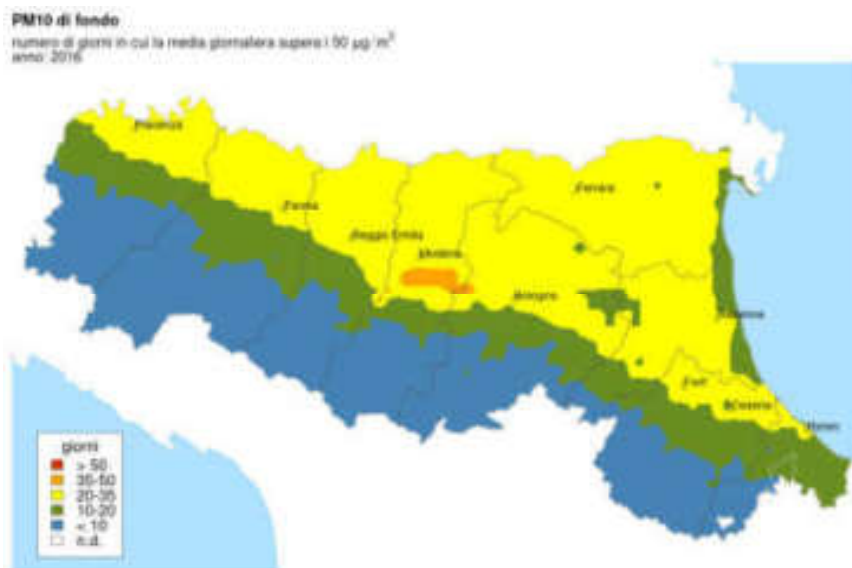 PM10 di fondo
numero di giorni in cui la media giornaliera supera i 50 µg/m³
anno: 2016
Piacenza
Parma
Reggio Emilia
Modena
Ferrara
Bologna
Ravenna
Forlì
Cesena
Rimini
giorni
> 50
35-50
20-35
10-20
< 10
n.d.